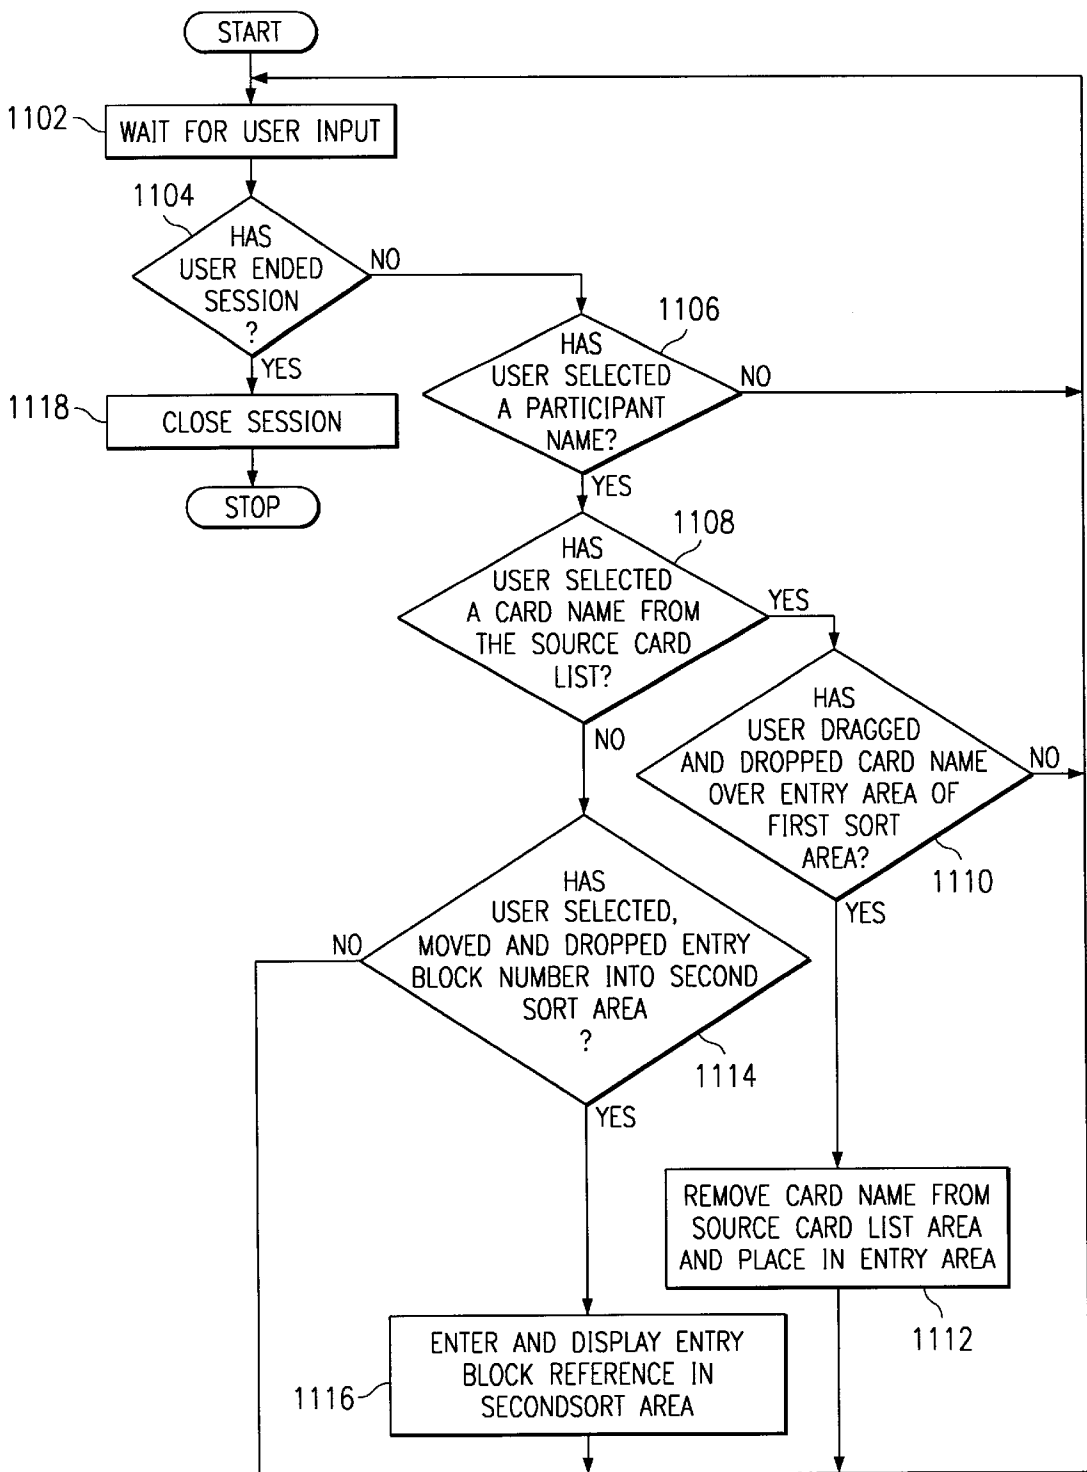 START
1102
WAIT FOR USER INPUT
1104
HAS
USER ENDED
SESSION
?
NO
YES
1118
CLOSE SESSION
STOP
1106
HAS
USER SELECTED
A PARTICIPANT
NAME?
NO
YES
1108
HAS
USER SELECTED
A CARD NAME FROM
THE SOURCE CARD
LIST?
YES
NO
HAS
USER DRAGGED
AND DROPPED CARD NAME
OVER ENTRY AREA OF
FIRST SORT
AREA?
NO
1110
YES
HAS
USER SELECTED,
MOVED AND DROPPED ENTRY
BLOCK NUMBER INTO SECOND
SORT AREA
?
NO
1114
YES
REMOVE CARD NAME FROM
SOURCE CARD LIST AREA
AND PLACE IN ENTRY AREA
1112
ENTER AND DISPLAY ENTRY
BLOCK REFERENCE IN
SECONDSORT AREA
1116